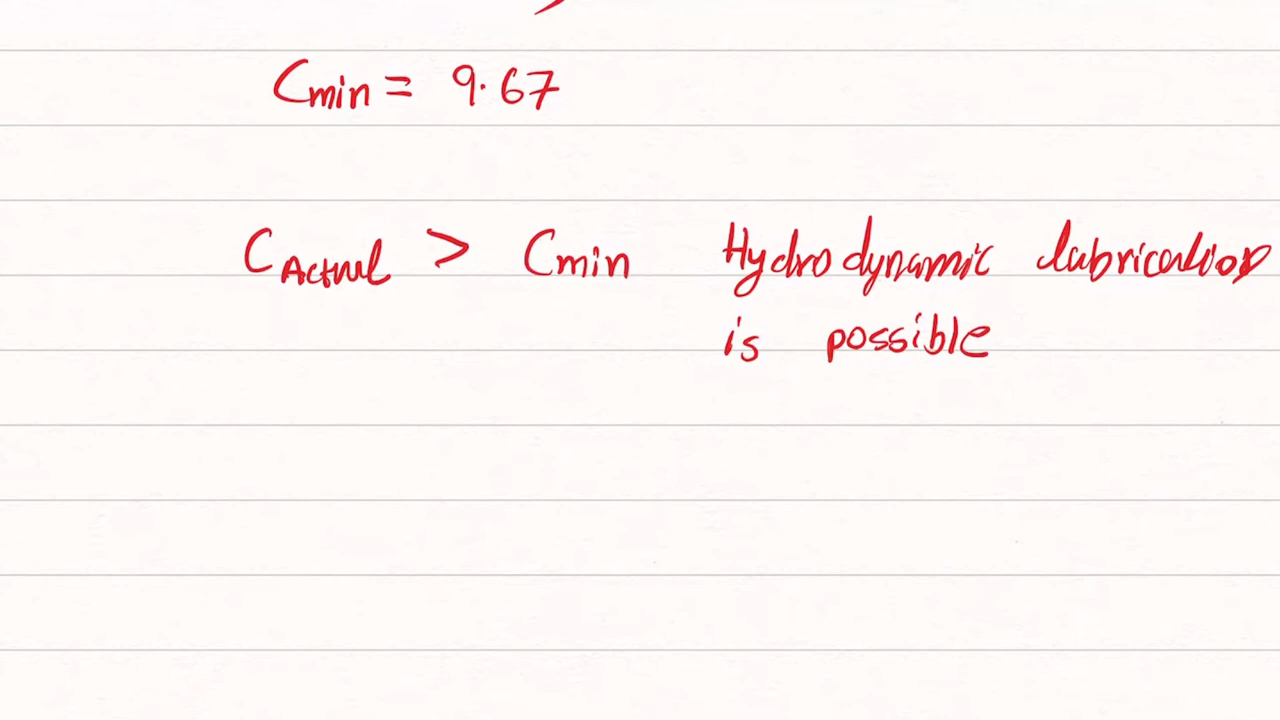 Cmin = 9.67
CActual > Cmin Hydrodynamic lubrication
is possible